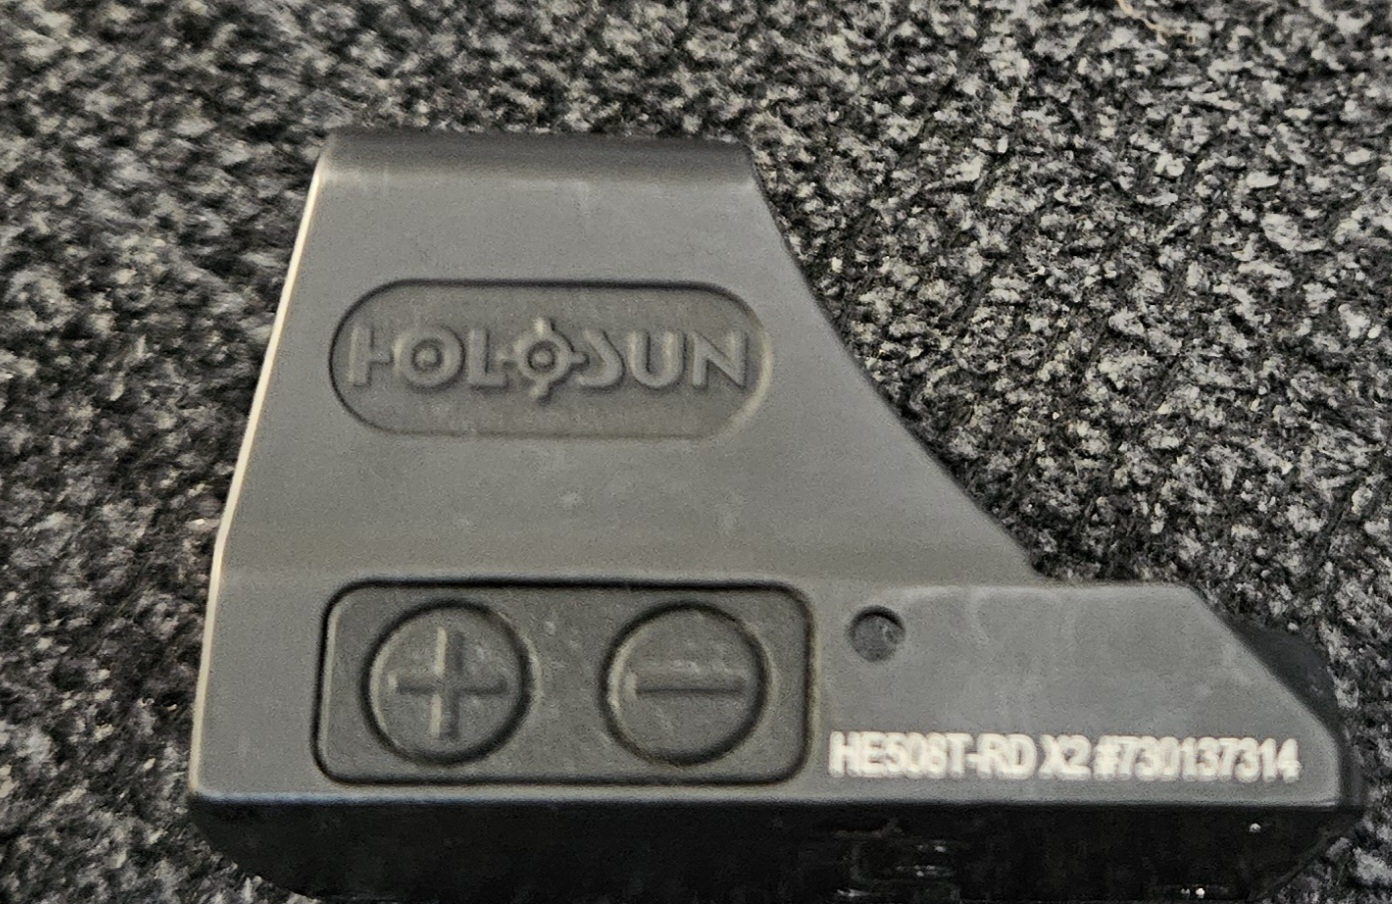 HOLOSUN
+ −
HE508T-RD X2 #730137314